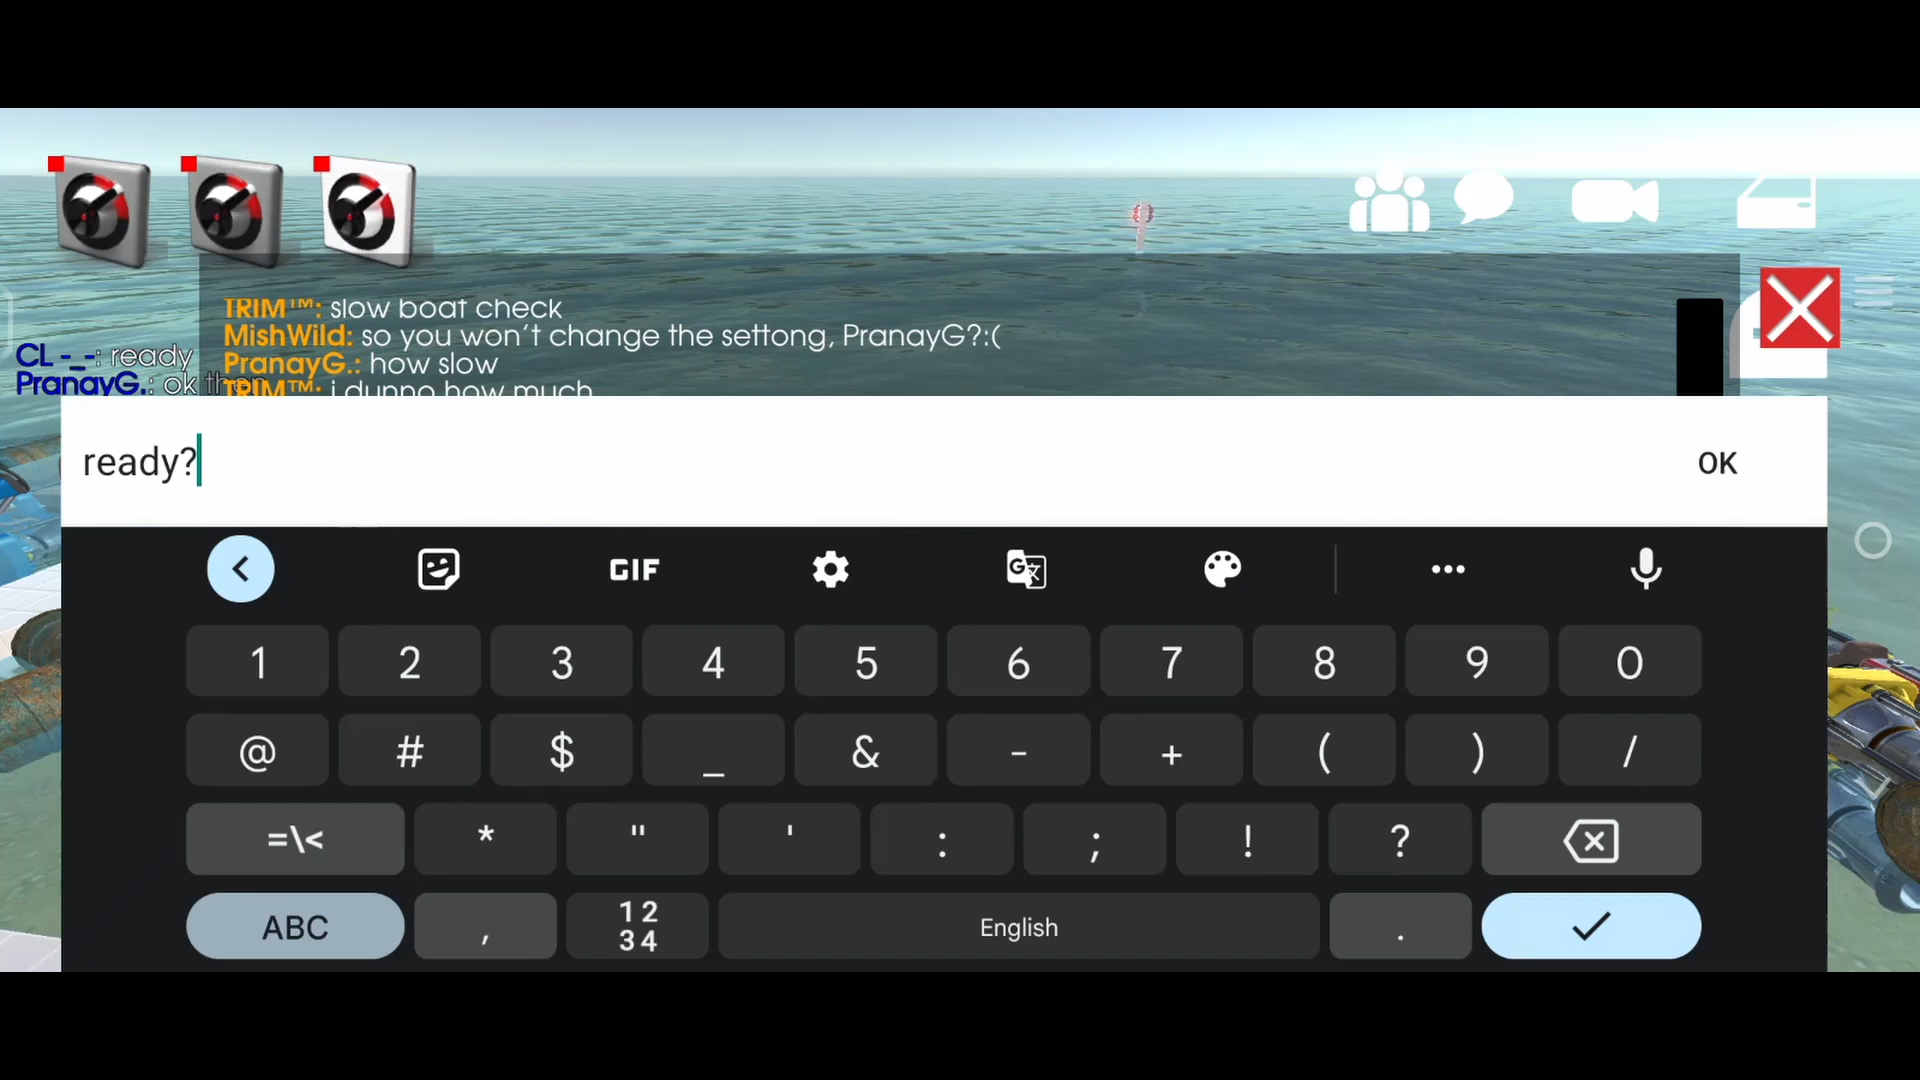 TRIM™: slow boat check
MishWild: so you won't change the settong, PranayG?:(
CL -_-: ready
PranayG.: how slow
PranayG.: ok then
TRIM™: i dunno how much
ready?
OK
GIF
1 2 3 4 5 6 7 8 9 0
@ # $ _ & - + ( ) /
=\< * " ' : ; ! ?
ABC , 12 English .
34